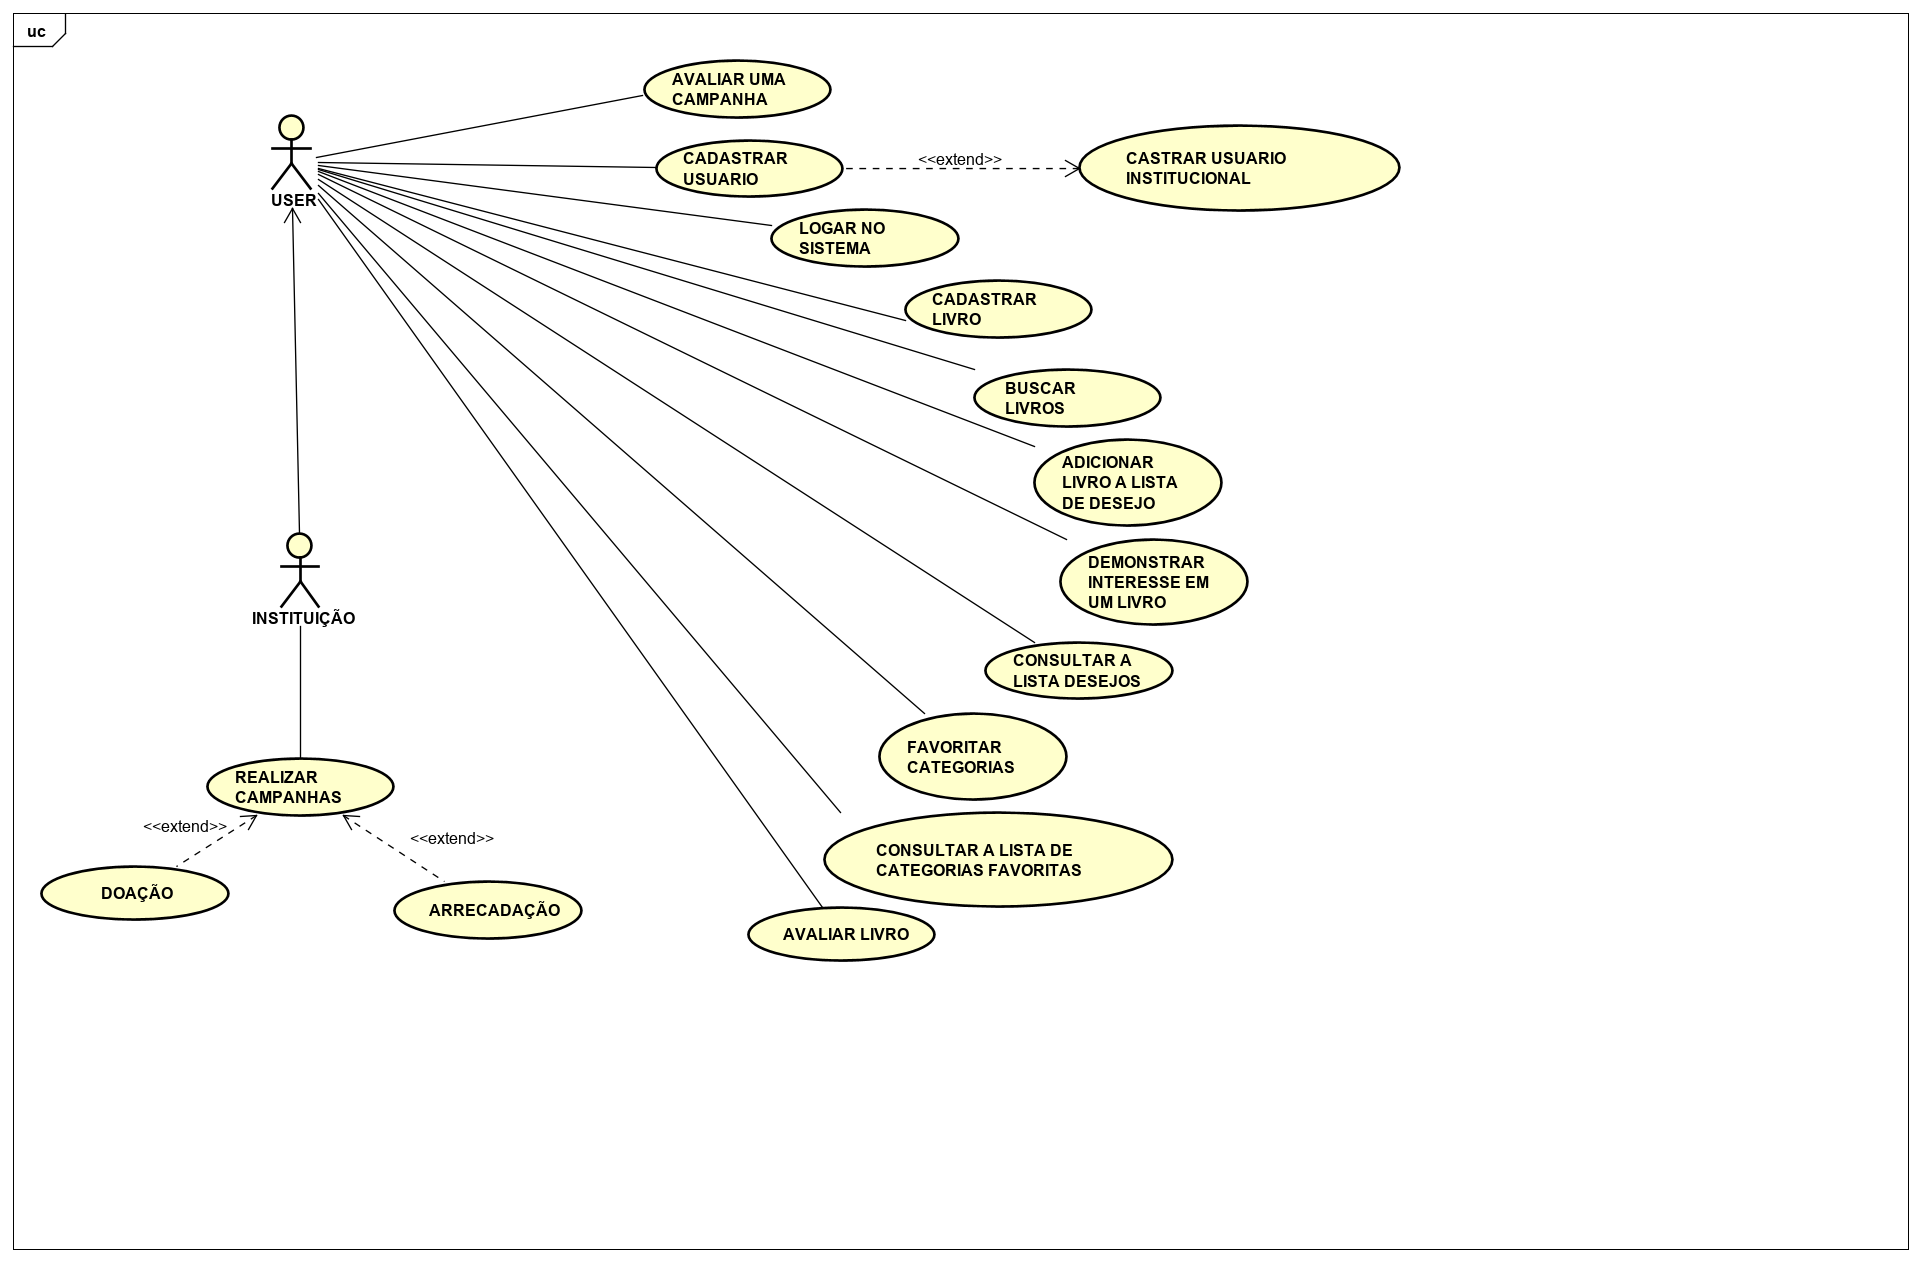 uc
AVALIAR UMA
CAMPANHA
USER
CADASTRAR
USUARIO
<<extend>>
CASTRAR USUARIO
INSTITUCIONAL
LOGAR NO
SISTEMA
CADASTRAR
LIVRO
BUSCAR
LIVROS
ADICIONAR
LIVRO A LISTA
DE DESEJO
DEMONSTRAR
INTERESSE EM
UM LIVRO
INSTITUIÇÃO
CONSULTAR A
LISTA DESEJOS
FAVORITAR
CATEGORIAS
REALIZAR
CAMPANHAS
<<extend>>
<<extend>>
CONSULTAR A LISTA DE
CATEGORIAS FAVORITAS
DOAÇÃO
ARRECADAÇÃO
AVALIAR LIVRO